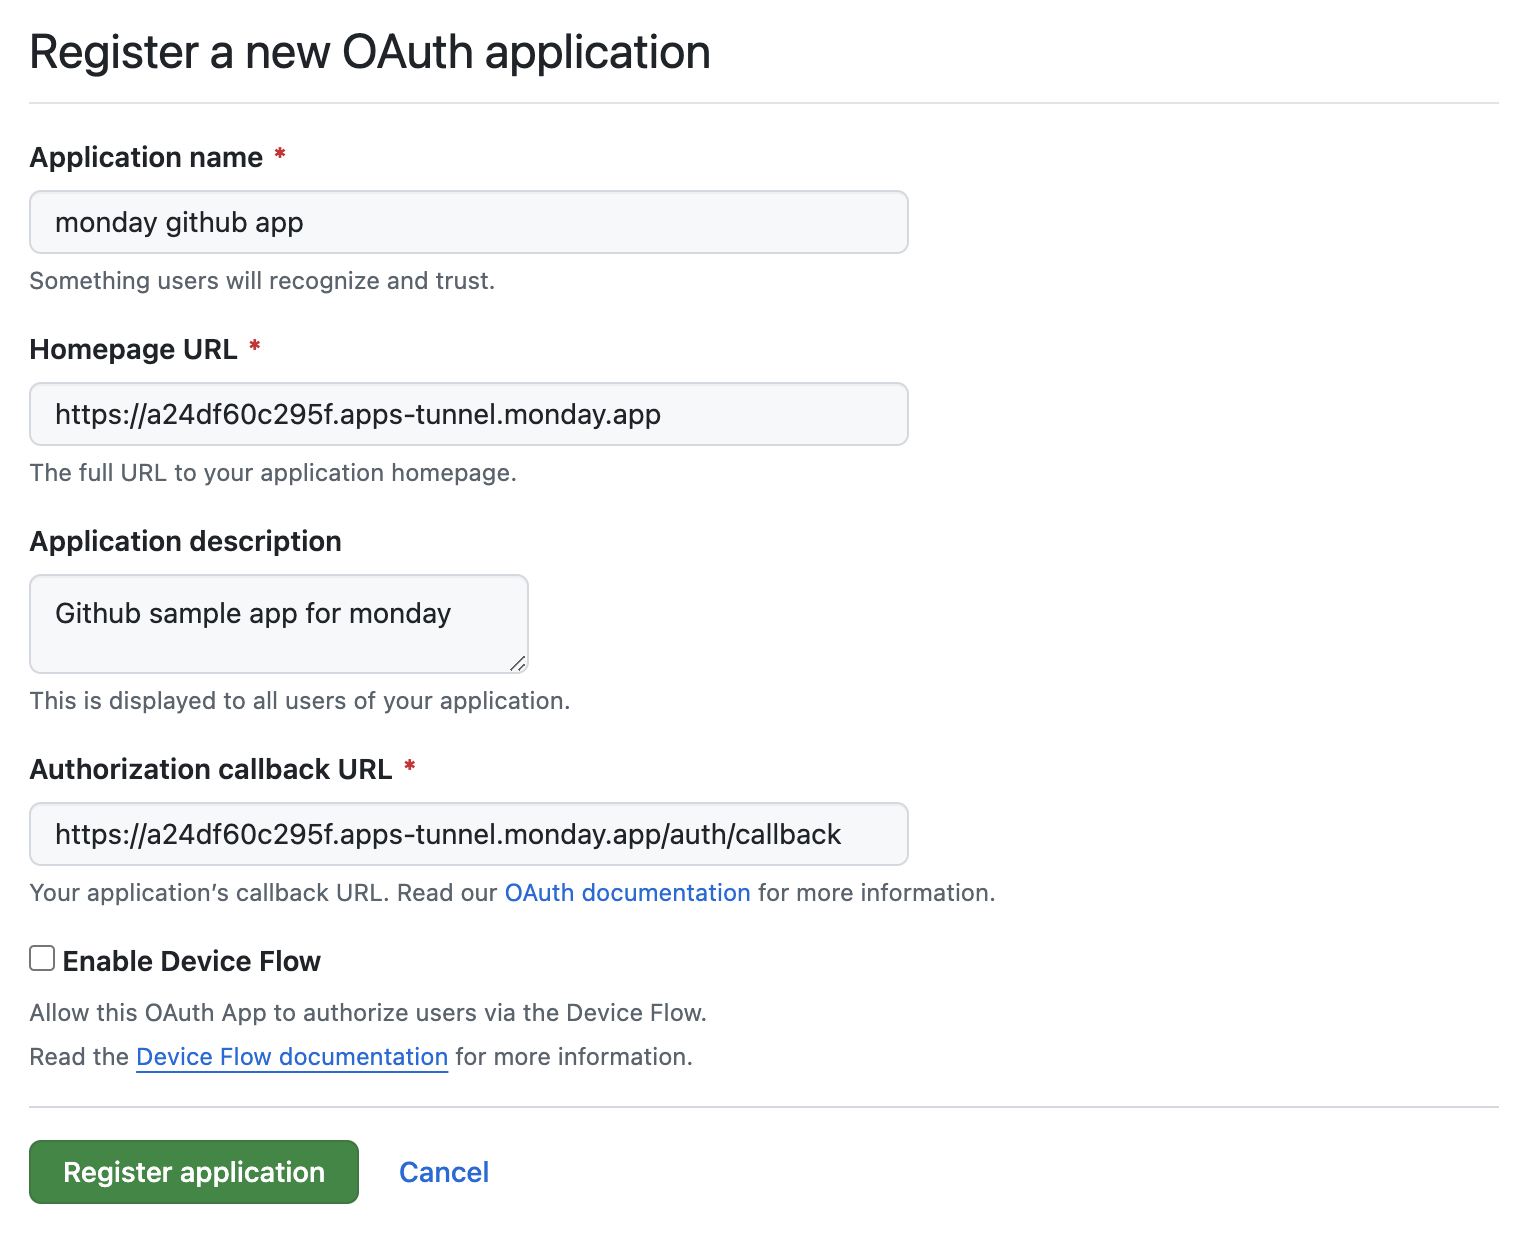 Register a new OAuth application
Application name *
monday github app
Something users will recognize and trust.
Homepage URL *
https://a24df60c295f.apps-tunnel.monday.app
The full URL to your application homepage.
Application description
Github sample app for monday
This is displayed to all users of your application.
Authorization callback URL *
https://a24df60c295f.apps-tunnel.monday.app/auth/callback
Your application’s callback URL. Read our OAuth documentation for more information.
Enable Device Flow
Allow this OAuth App to authorize users via the Device Flow.
Read the Device Flow documentation for more information.
Register application Cancel